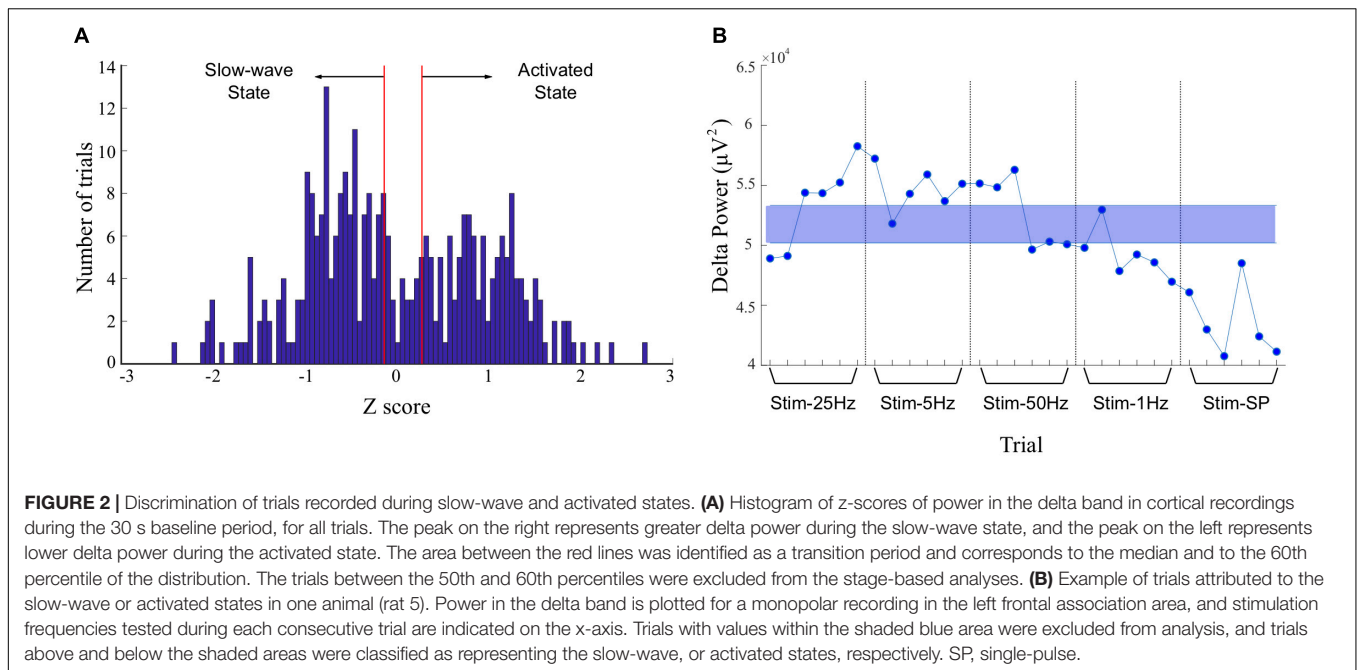 A
Slow-wave
State
Activated
State
14
12
10
8
6
4
2
0
Number of trials
-3
-2
-1
0
1
2
3
Z score
B
×10⁴
6.5
6
5.5
5
4.5
4
Delta Power (µV²)
Stim-25Hz
Stim-5Hz
Stim-50Hz
Stim-1Hz
Stim-SP
Trial
FIGURE 2 | Discrimination of trials recorded during slow-wave and activated states. (A) Histogram of z-scores of power in the delta band in cortical recordings
during the 30 s baseline period, for all trials. The peak on the right represents greater delta power during the slow-wave state, and the peak on the left represents
lower delta power during the activated state. The area between the red lines was identified as a transition period and corresponds to the median and to the 60th
percentile of the distribution. The trials between the 50th and 60th percentiles were excluded from the stage-based analyses. (B) Example of trials attributed to the
slow-wave or activated states in one animal (rat 5). Power in the delta band is plotted for a monopolar recording in the left frontal association area, and stimulation
frequencies tested during each consecutive trial are indicated on the x-axis. Trials with values within the shaded blue area were excluded from analysis, and trials
above and below the shaded areas were classified as representing the slow-wave, or activated states, respectively. SP, single-pulse.